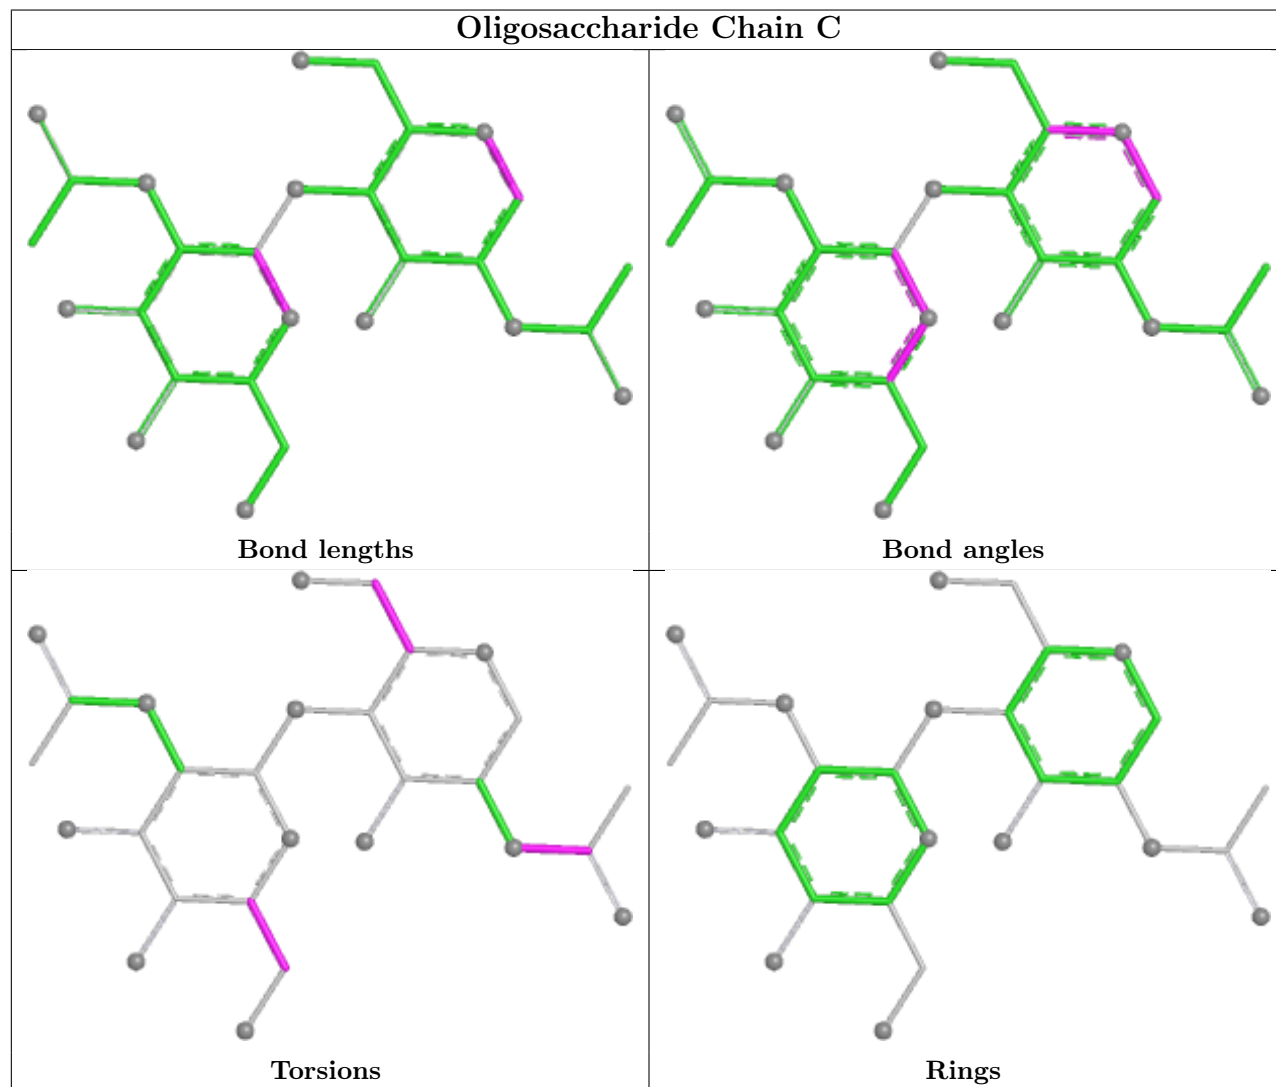 Oligosaccharide Chain C
Bond lengths
Bond angles
Torsions
Rings